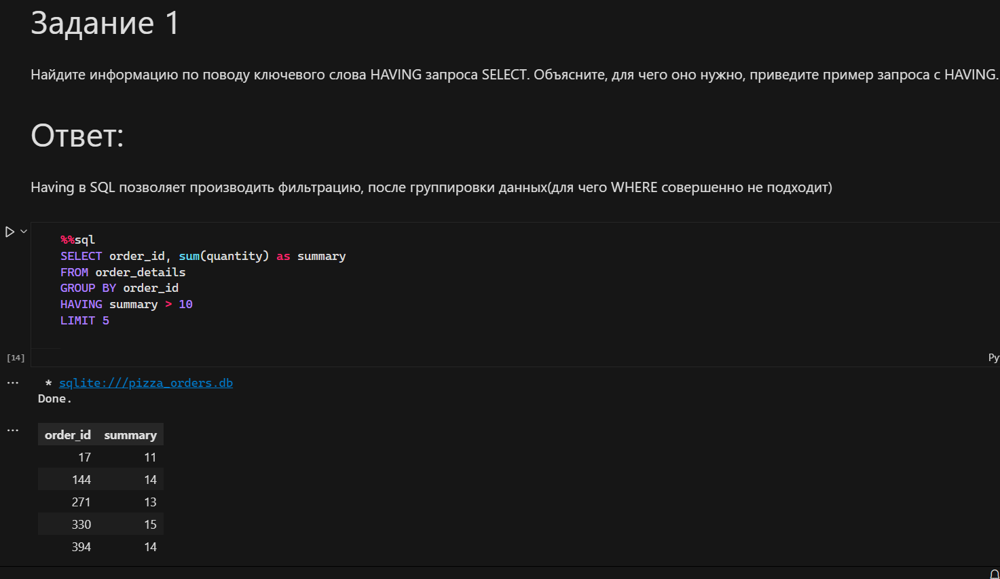 Задание 1
Найдите информацию по поводу ключевого слова HAVING запроса SELECT. Объясните, для чего оно нужно, приведите пример запроса с HAVING.
Ответ:
Having в SQL позволяет производить фильтрацию, после группировки данных(для чего WHERE совершенно не подходит)
%%sql
SELECT order_id, sum(quantity) as summary
FROM order_details
GROUP BY order_id
HAVING summary > 10
LIMIT 5
[14]
* sqlite:///pizza_orders.db
Done.
order_id summary
17 11
144 14
271 13
330 15
394 14